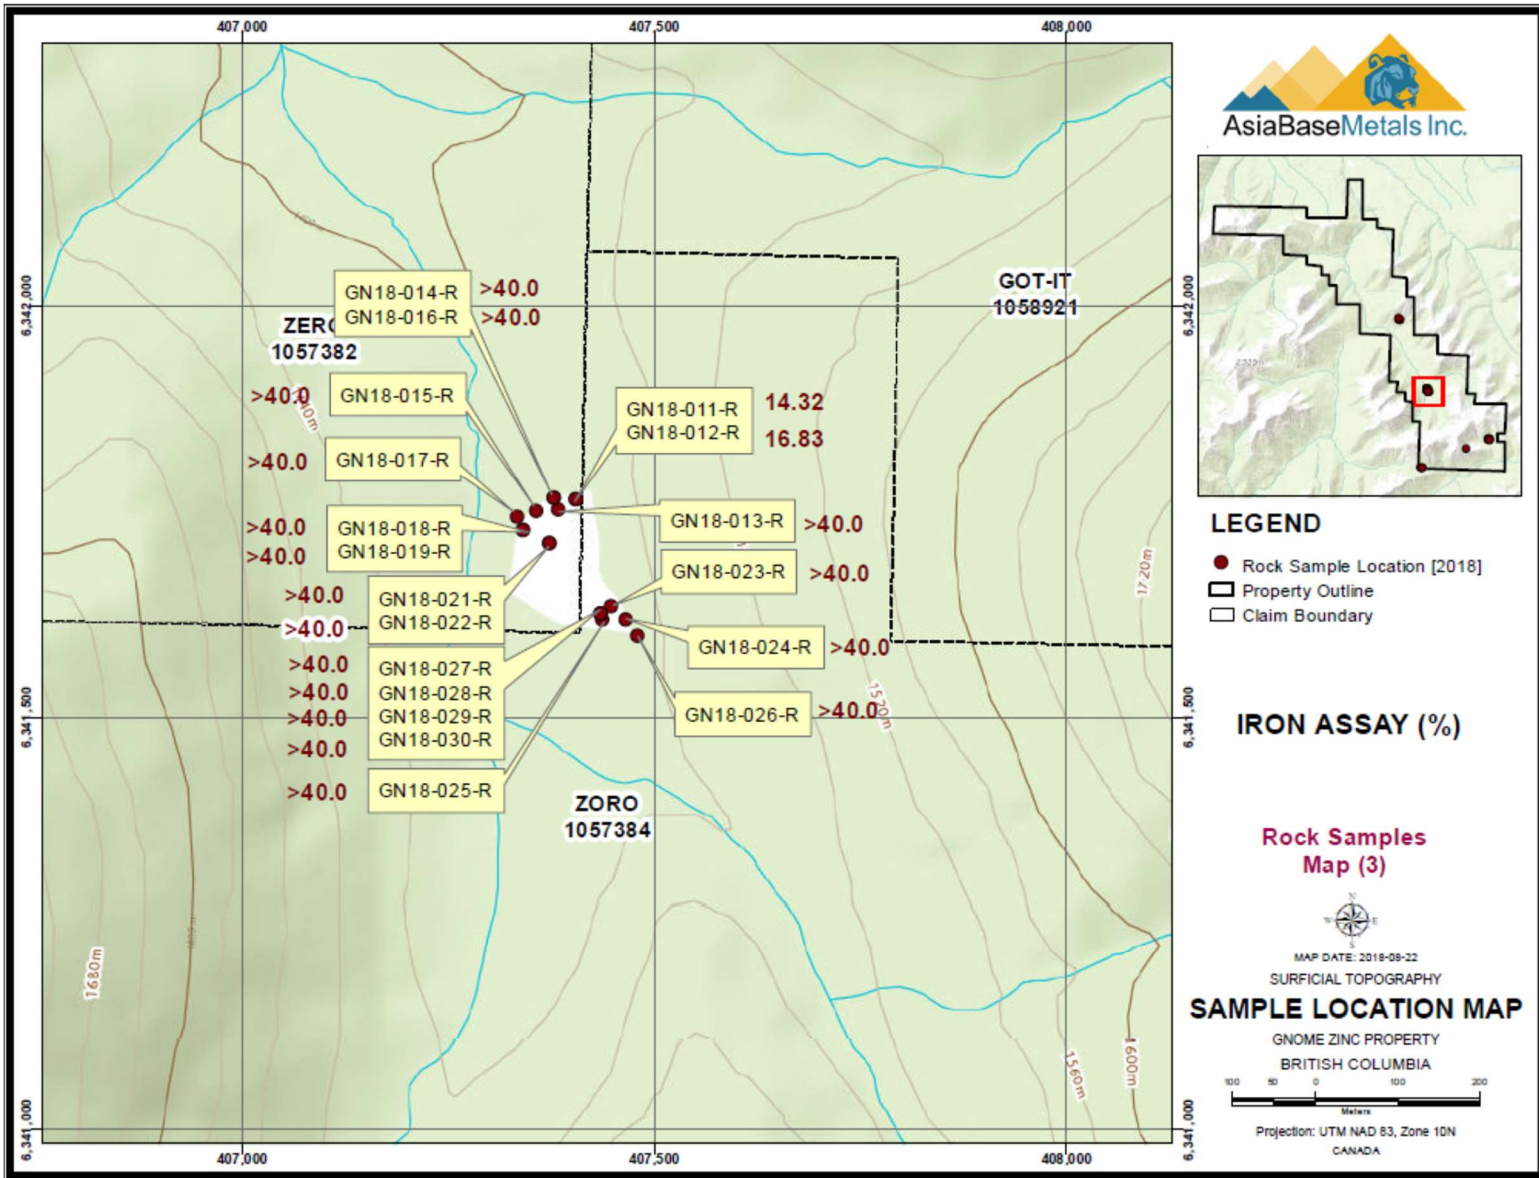 407,000
407,500
408,000
AsiaBaseMetals Inc.
6,342,000
6,342,000
GN18-014-R >40.0
GN18-016-R >40.0
GOT-IT
1058921
1057382
>40.0 GN18-015-R
GN18-011-R 14.32
GN18-012-R 16.83
>40.0 GN18-017-R
>40.0 GN18-018-R
>40.0 GN18-019-R
GN18-013-R >40.0
GN18-023-R >40.0
>40.0 GN18-021-R
>40.0 GN18-022-R
GN18-024-R >40.0
>40.0 GN18-027-R
>40.0 GN18-028-R
>40.0 GN18-029-R
>40.0 GN18-030-R
GN18-026-R >40.0
>40.0 GN18-025-R
ZORO
1057384
6,341,500
6,341,500
1720m
1520m
1680m
1560m
1600m
6,341,000
6,341,000
407,000
407,500
408,000
LEGEND
Rock Sample Location [2018]
Property Outline
Claim Boundary
IRON ASSAY (%)
Rock Samples
Map (3)
N
W E
S
MAP DATE: 2018-08-22
SURFICIAL TOPOGRAPHY
SAMPLE LOCATION MAP
GNOME ZINC PROPERTY
BRITISH COLUMBIA
100 50 0 100 200
Meters
Projection: UTM NAD 83, Zone 10N
CANADA